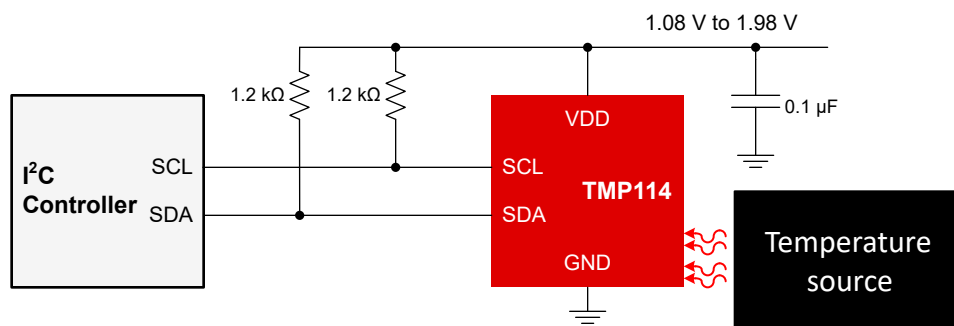 1.08 V to 1.98 V
1.2 kΩ
1.2 kΩ
0.1 µF
VDD
I²C
Controller
SCL
SDA
SCL
SDA
TMP114
GND
Temperature
source